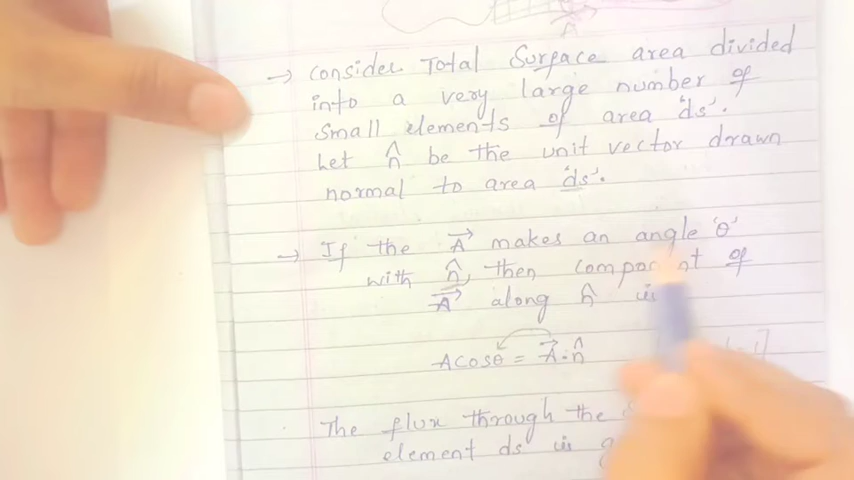 → Consider Total Surface area divided
into a very large number of
small elements of area 'ds'.
Let n̂ be the unit vector drawn
normal to area 'ds'.
→ If the A⃗ makes an angle 'θ'
with n̂, then component of
A⃗ along n̂ is
ACosθ = A⃗.n̂
The flux through the
element ds is